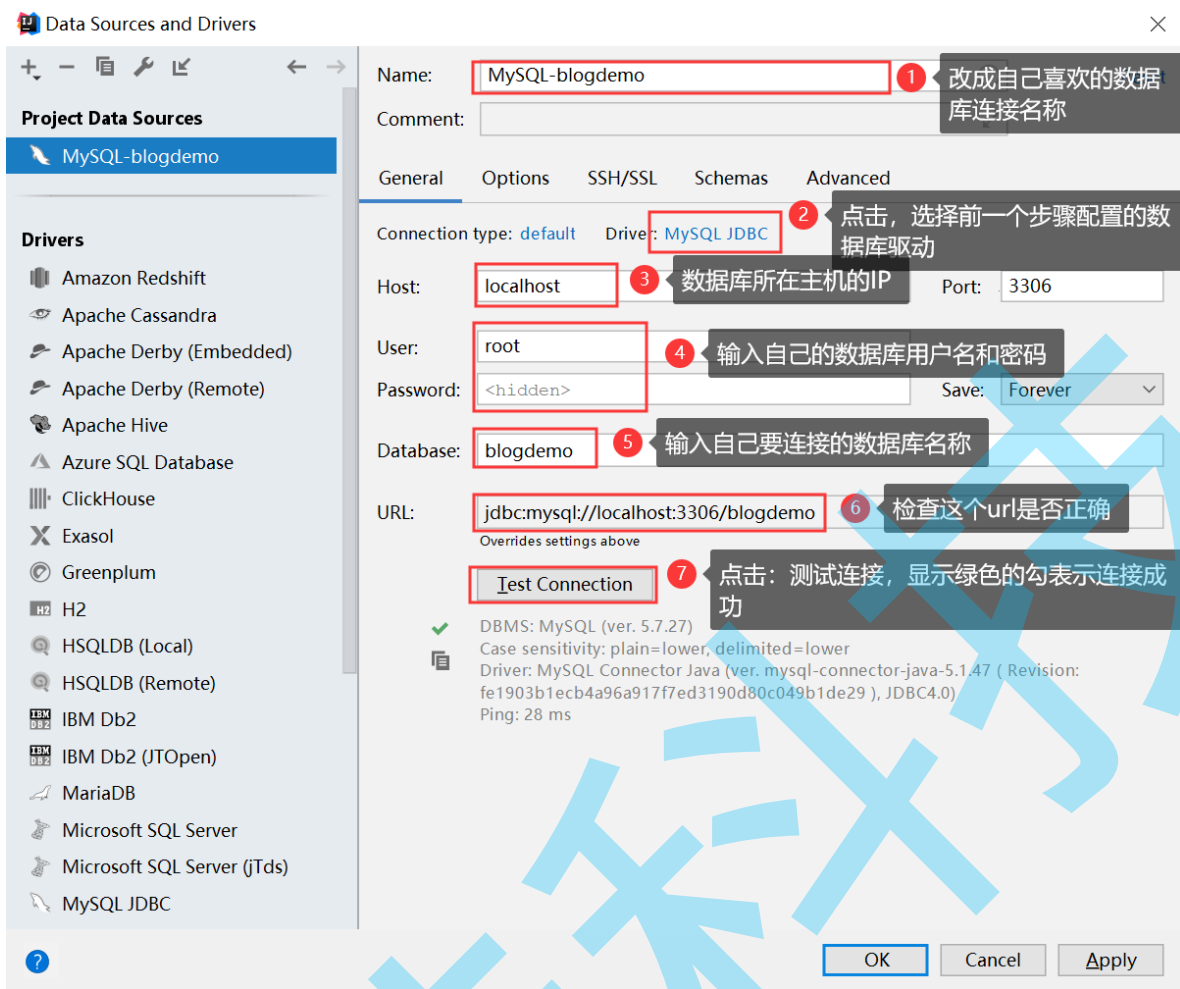 Data Sources and Drivers
Project Data Sources
MySQL-blogdemo
Drivers
Amazon Redshift
Apache Cassandra
Apache Derby (Embedded)
Apache Derby (Remote)
Apache Hive
Azure SQL Database
ClickHouse
Exasol
Greenplum
H2 H2
HSQLDB (Local)
HSQLDB (Remote)
IBM DB2 IBM Db2
IBM DB2 IBM Db2 (JTOpen)
MariaDB
Microsoft SQL Server
Microsoft SQL Server (jTds)
MySQL JDBC
Name: MySQL-blogdemo
1 改成自己喜欢的数据
库连接名称
Comment:
General Options SSH/SSL Schemas Advanced
Connection type: default Driver: MySQL JDBC
2 点击，选择前一个步骤配置的数
据库驱动
Host: localhost 3 数据库所在主机的IP Port: 3306
User: root
4 输入自己的数据库用户名和密码
Password: <hidden> Save: Forever
Database: blogdemo 5 输入自己要连接的数据库名称
URL: jdbc:mysql://localhost:3306/blogdemo 6 检查这个url是否正确
Overrides settings above
Test Connection 7 点击：测试连接，显示绿色的勾表示连接成
功
DBMS: MySQL (ver. 5.7.27)
Case sensitivity: plain=lower, delimited=lower
Driver: MySQL Connector Java (ver. mysql-connector-java-5.1.47 ( Revision:
fe1903b1ecb4a96a917f7ed3190d80c049b1de29 ), JDBC4.0)
Ping: 28 ms
? OK Cancel Apply